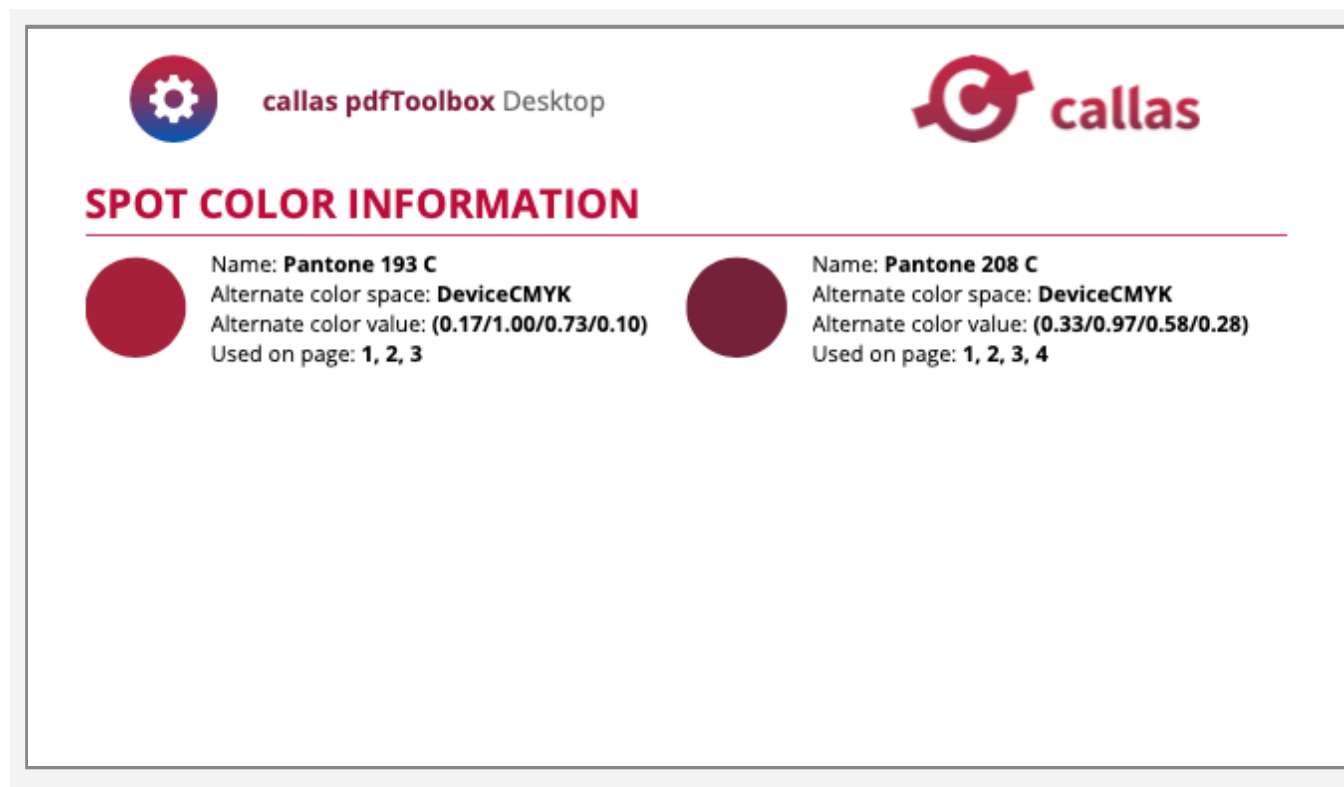 callas pdfToolbox Desktop
callas
SPOT COLOR INFORMATION
Name: Pantone 193 C
Alternate color space: DeviceCMYK
Alternate color value: (0.17/1.00/0.73/0.10)
Used on page: 1, 2, 3
Name: Pantone 208 C
Alternate color space: DeviceCMYK
Alternate color value: (0.33/0.97/0.58/0.28)
Used on page: 1, 2, 3, 4